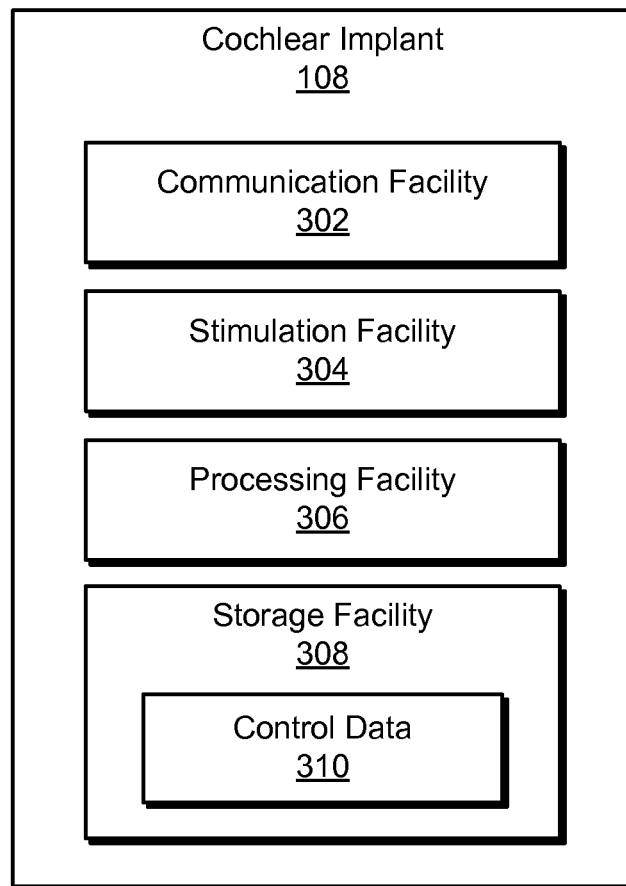 Cochlear Implant
108
Communication Facility
302
Stimulation Facility
304
Processing Facility
306
Storage Facility
308
Control Data
310